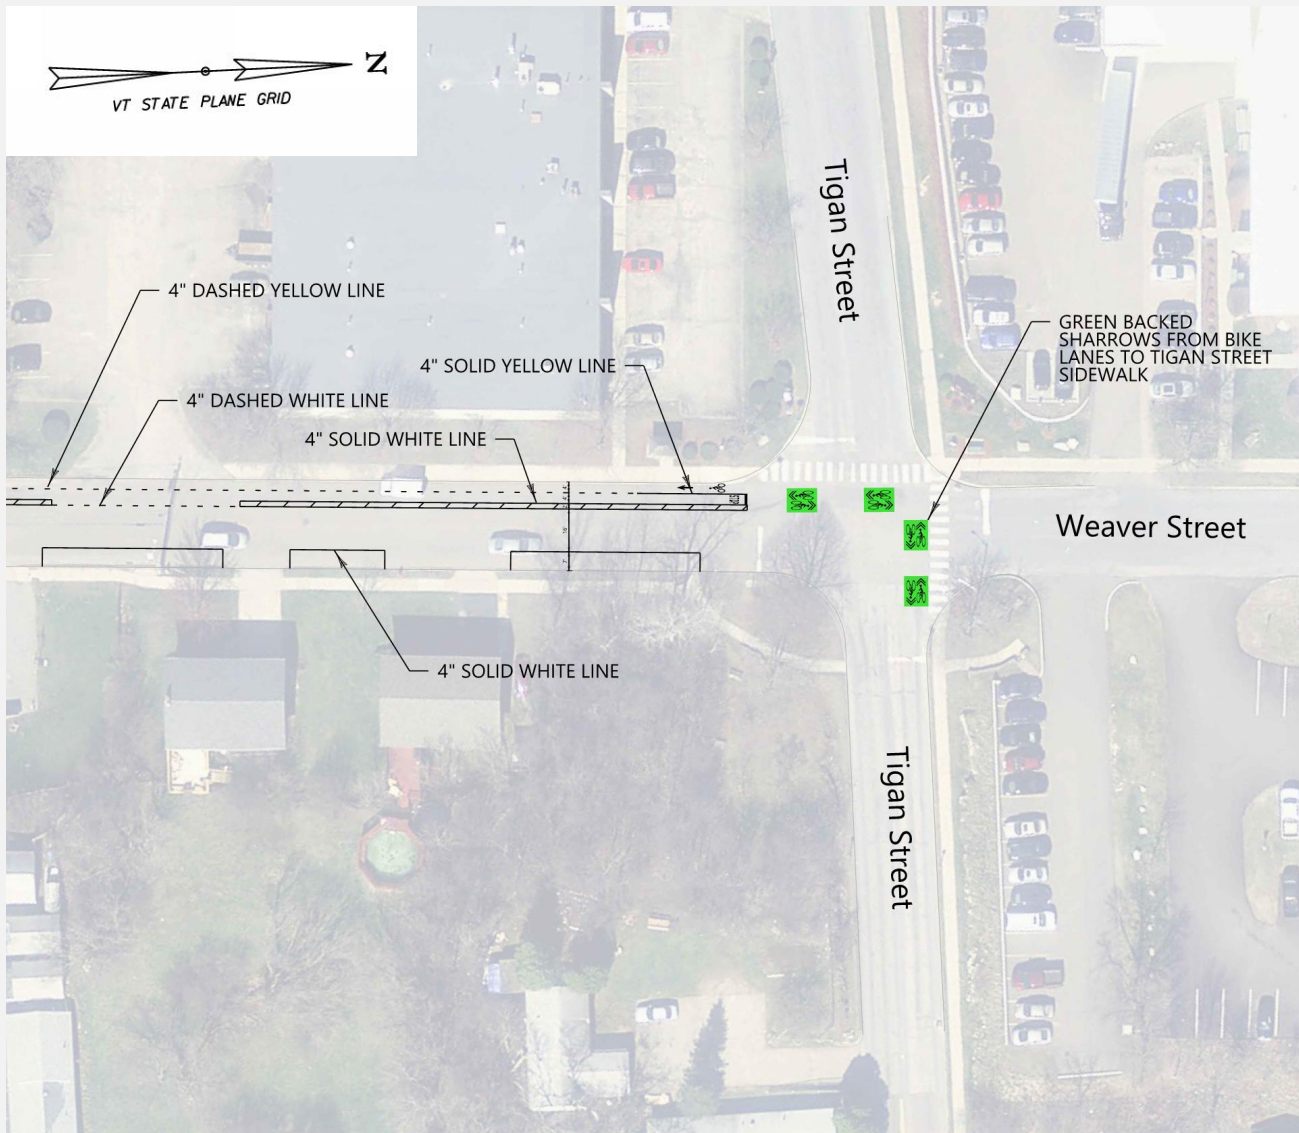 Z
VT STATE PLANE GRID
Tigan Street
4" DASHED YELLOW LINE
GREEN BACKED
SHARROWS FROM BIKE
LANES TO TIGAN STREET
SIDEWALK
4" SOLID YELLOW LINE
4" DASHED WHITE LINE
4" SOLID WHITE LINE
Weaver Street
4" SOLID WHITE LINE
Tigan Street